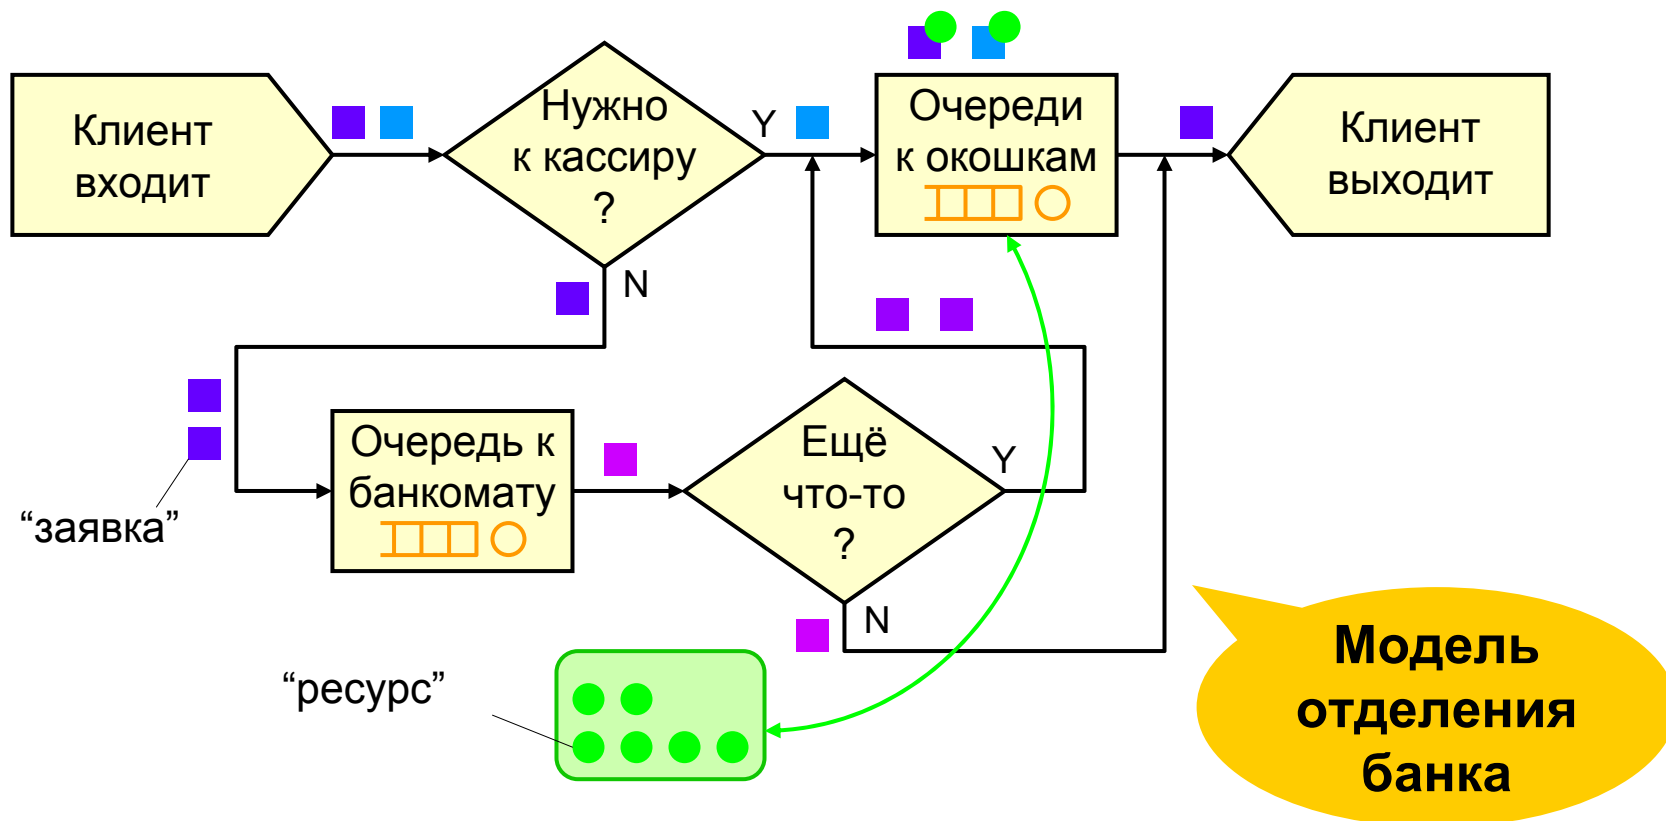 Клиент
входит
Нужно
к кассиру
?
Y
N
Очереди
к окошкам
Клиент
выходит
“заявка”
Очередь к
банкомату
Ещё
что-то
?
Y
N
“ресурс”
Модель
отделения
банка